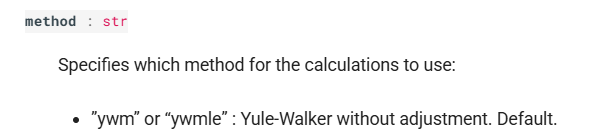 method : str
Specifies which method for the calculations to use:
• ”ywm” or “ywmle” : Yule-Walker without adjustment. Default.